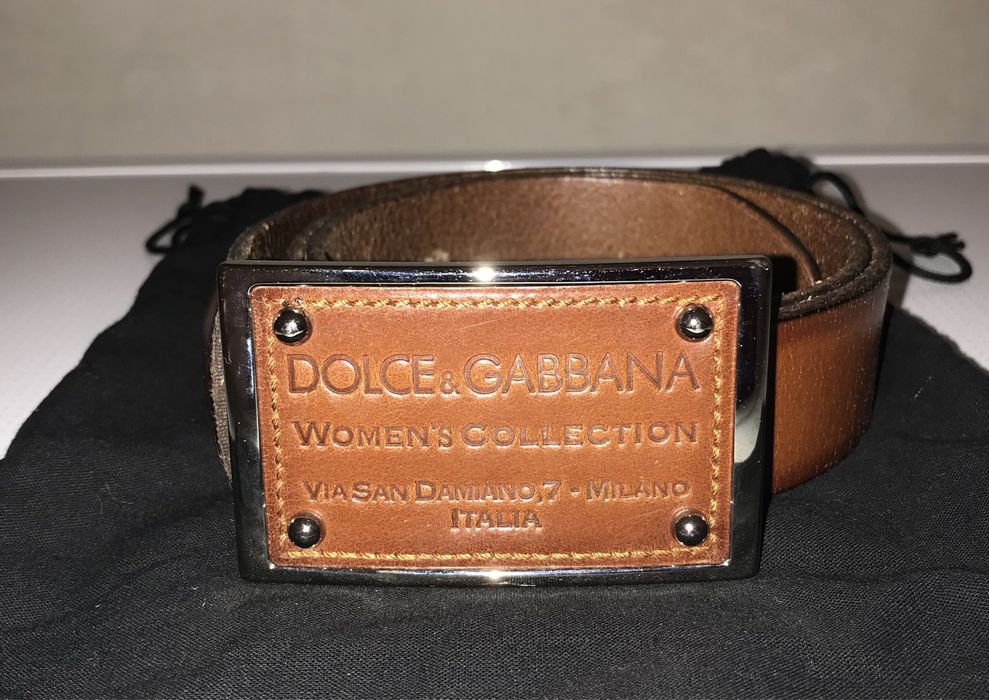 DOLCE & GABBANA
WOMEN'S COLLECTION
VIA SAN DAMIANO,7 - MILANO
ITALIA